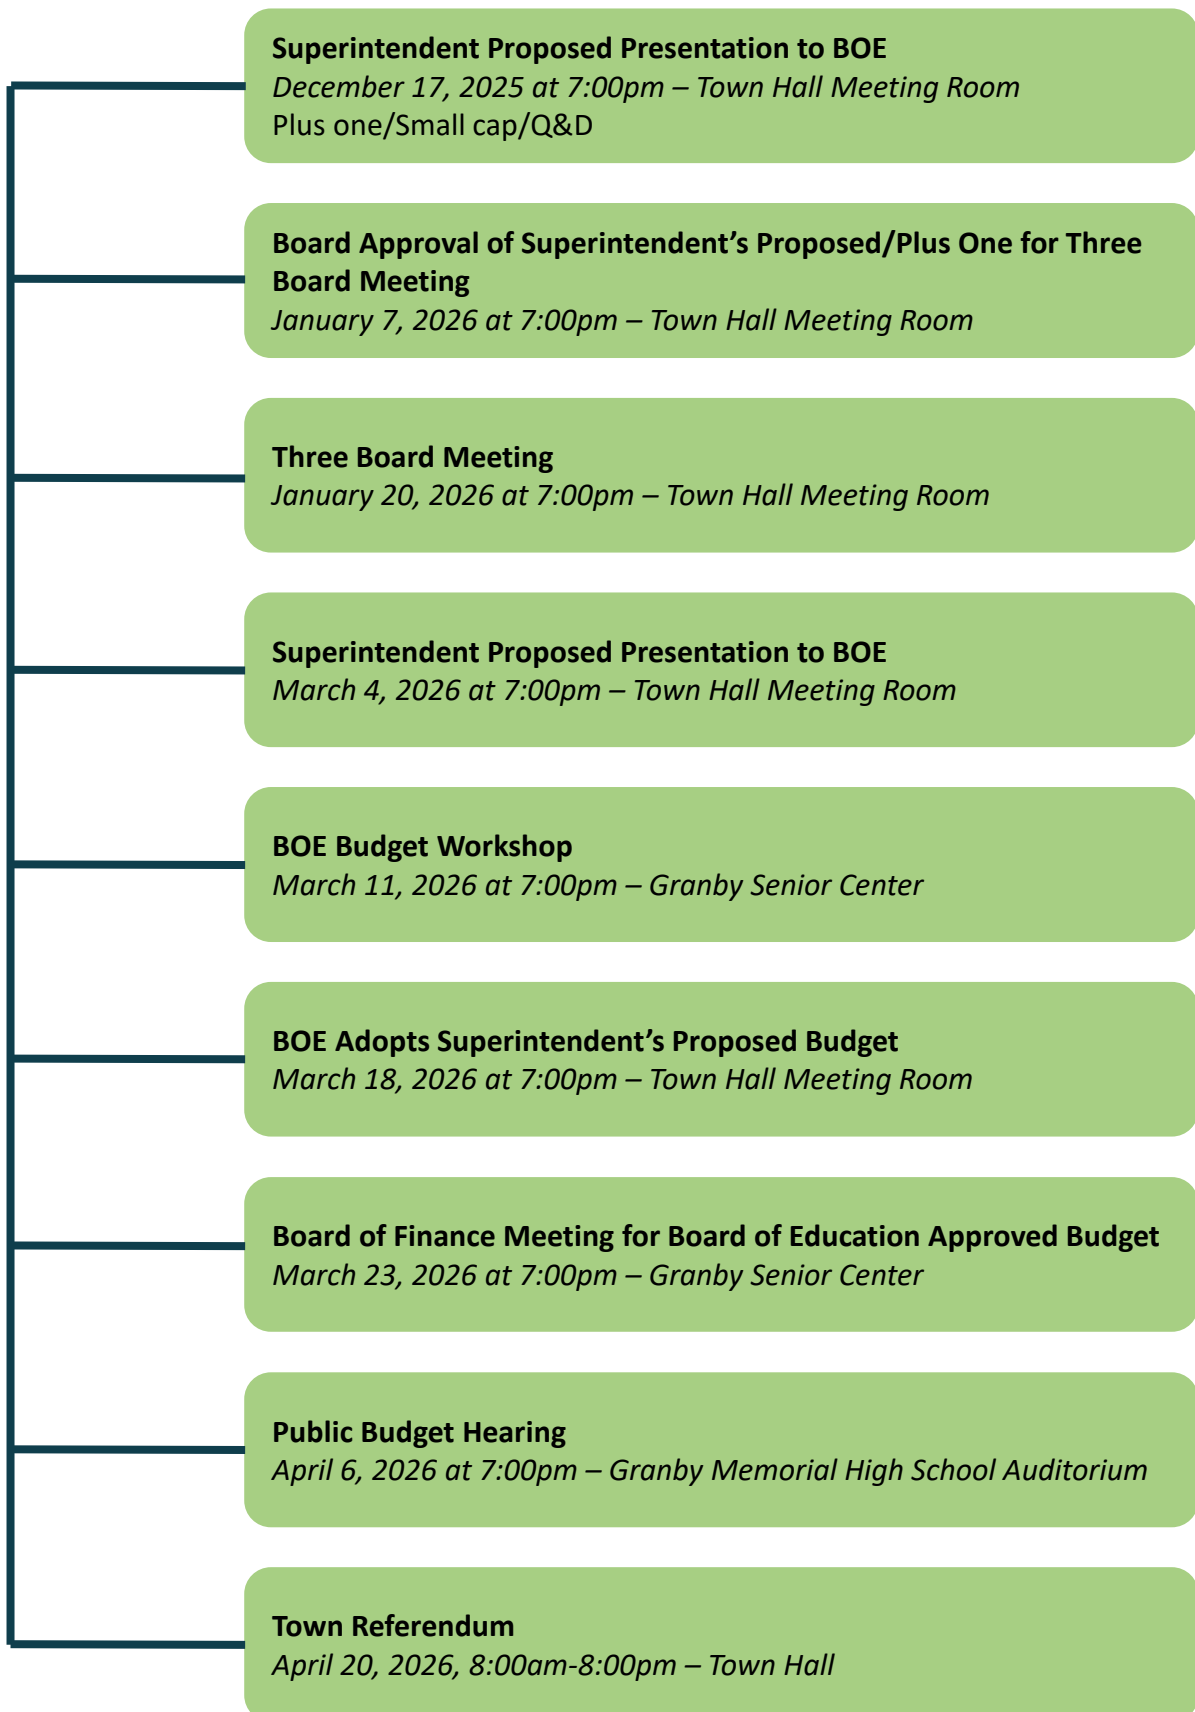 Superintendent Proposed Presentation to BOE
December 17, 2025 at 7:00pm – Town Hall Meeting Room
Plus one/Small cap/Q&D
Board Approval of Superintendent’s Proposed/Plus One for Three
Board Meeting
January 7, 2026 at 7:00pm – Town Hall Meeting Room
Three Board Meeting
January 20, 2026 at 7:00pm – Town Hall Meeting Room
Superintendent Proposed Presentation to BOE
March 4, 2026 at 7:00pm – Town Hall Meeting Room
BOE Budget Workshop
March 11, 2026 at 7:00pm – Granby Senior Center
BOE Adopts Superintendent’s Proposed Budget
March 18, 2026 at 7:00pm – Town Hall Meeting Room
Board of Finance Meeting for Board of Education Approved Budget
March 23, 2026 at 7:00pm – Granby Senior Center
Public Budget Hearing
April 6, 2026 at 7:00pm – Granby Memorial High School Auditorium
Town Referendum
April 20, 2026, 8:00am-8:00pm – Town Hall